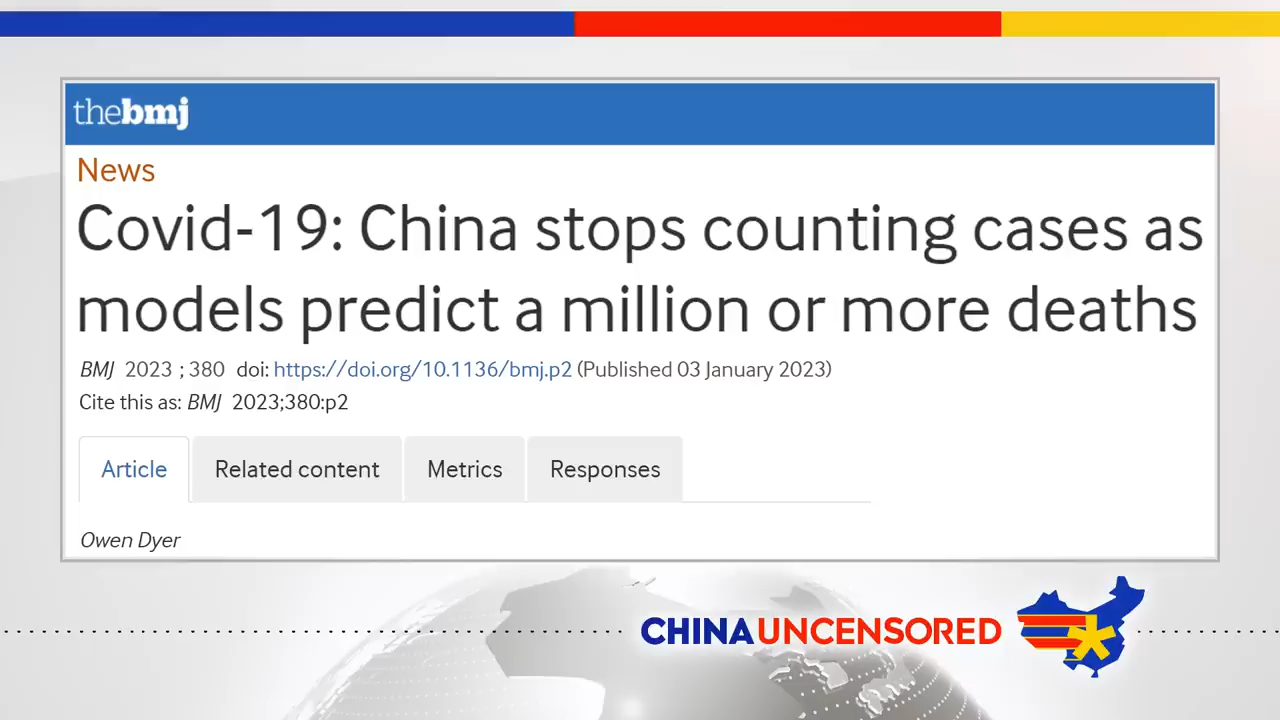 thebmj
News
Covid-19: China stops counting cases as
models predict a million or more deaths
BMJ 2023 ; 380 doi: https://doi.org/10.1136/bmj.p2 (Published 03 January 2023)
Cite this as: BMJ 2023;380:p2
Article Related content Metrics Responses
Owen Dyer
CHINA UNCENSORED